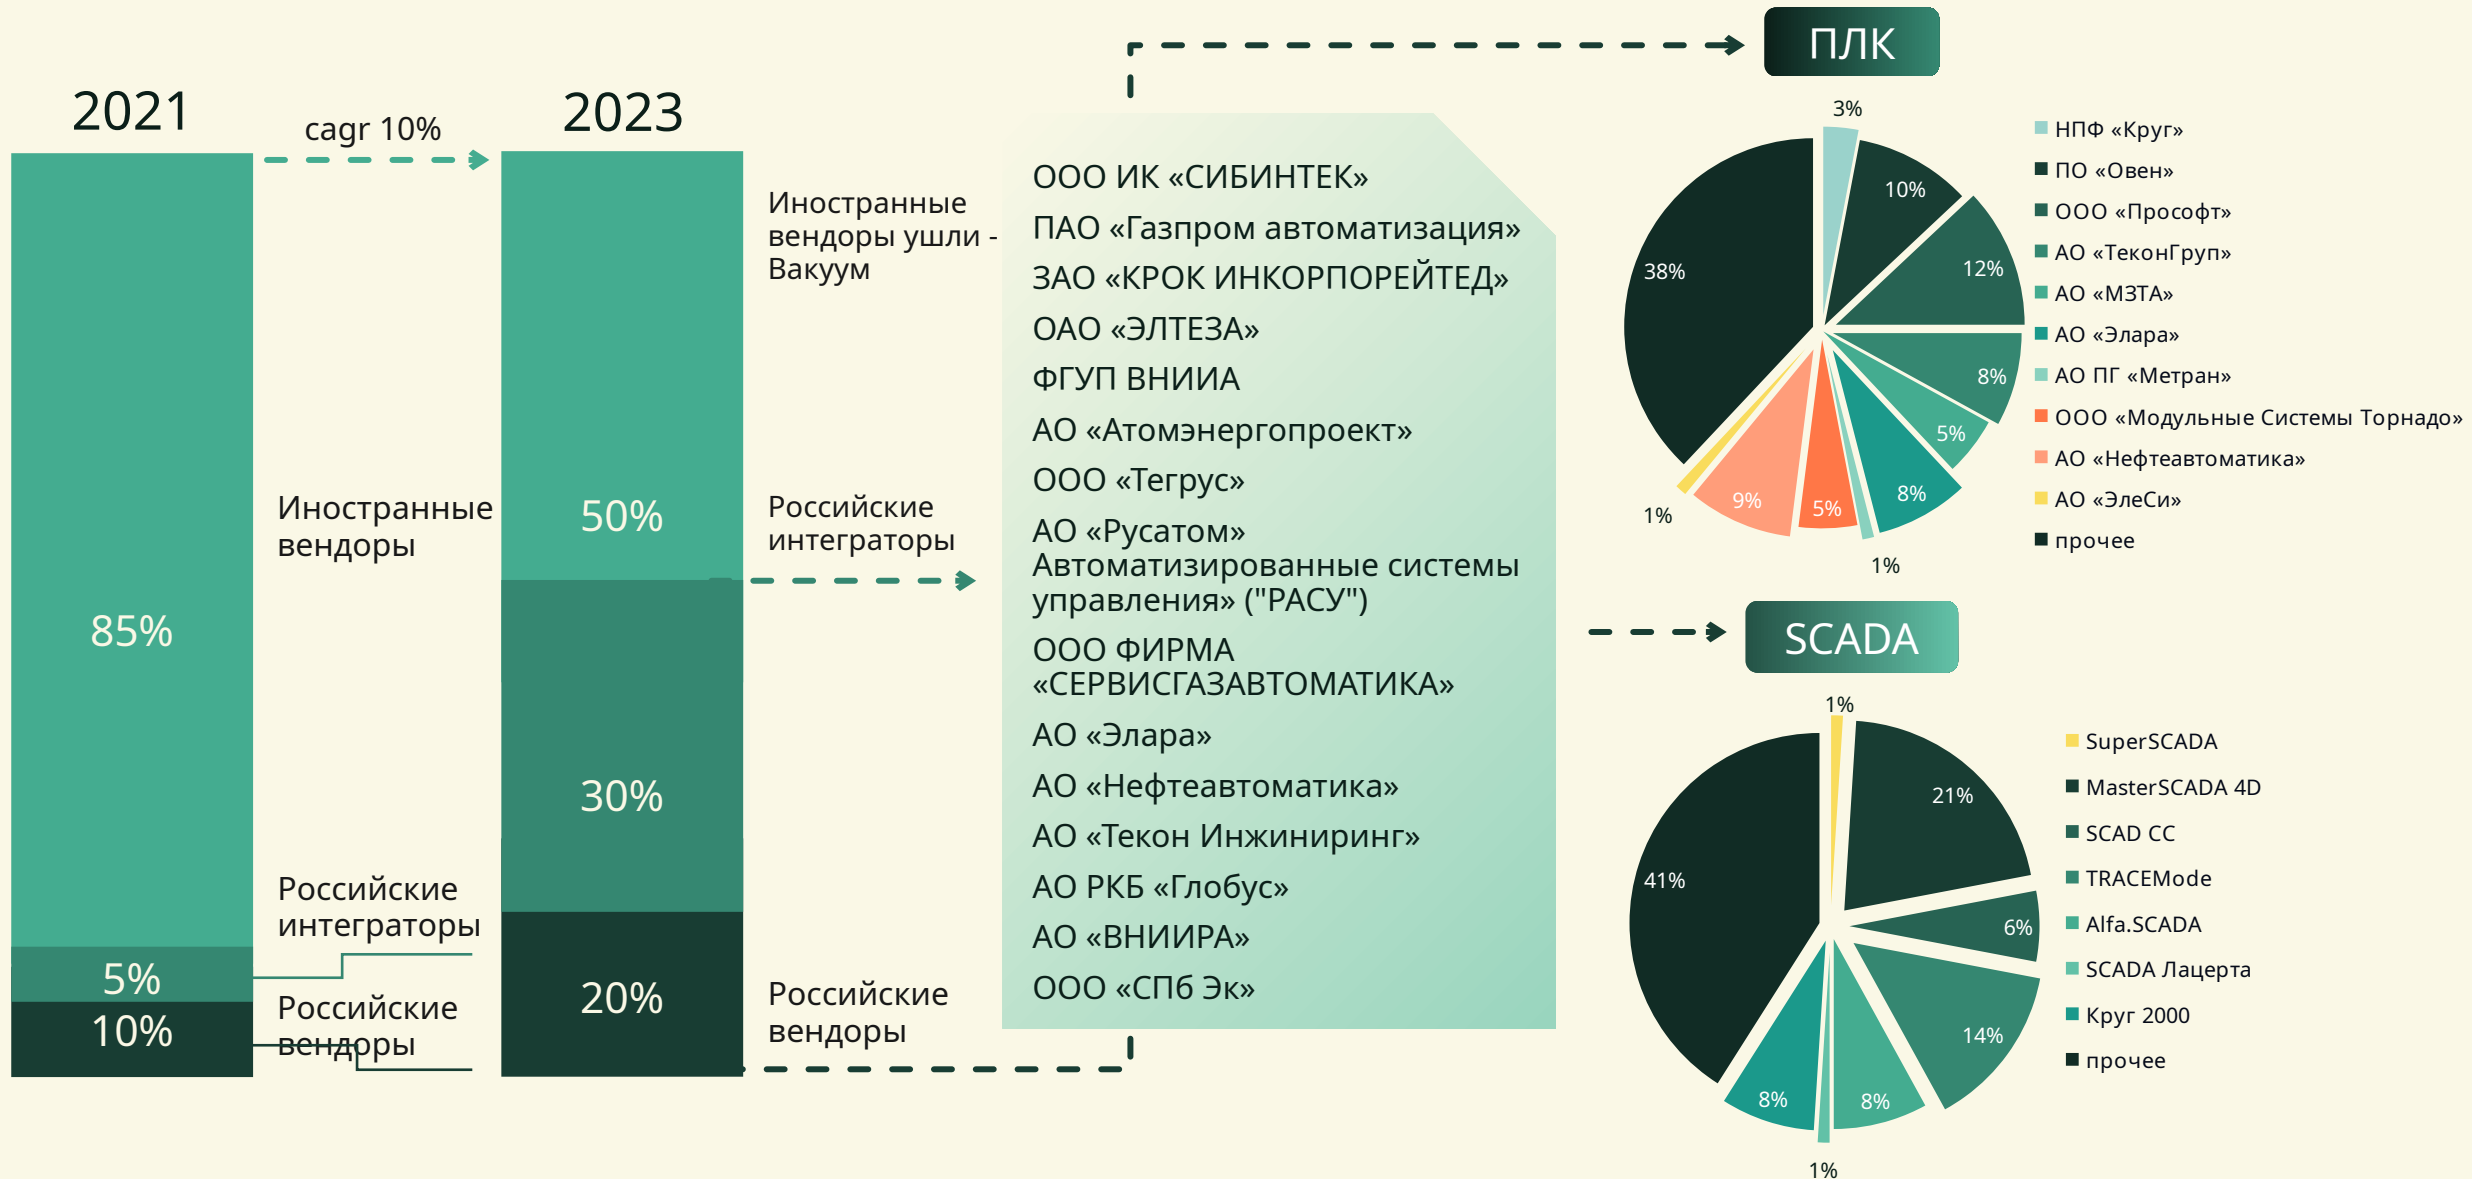 2021
cagr 10%
2023
85%
5%
10%
Иностранные
вендоры
Российские
интеграторы
Российские
вендоры
50%
30%
20%
Иностранные
вендоры ушли -
Вакуум
Российские
интеграторы
Российские
вендоры
ООО ИК «СИБИНТЕК»
ПАО «Газпром автоматизация»
ЗАО «КРОК ИНКОРПОРЕЙТЕД»
ОАО «ЭЛТЕЗА»
ФГУП ВНИИА
АО «Атомэнергопроект»
ООО «Тегрус»
АО «Русатом»
Автоматизированные системы
управления» ("РАСУ")
ООО ФИРМА
«СЕРВИСГАЗАВТОМАТИКА»
АО «Элара»
АО «Нефтеавтоматика»
АО «Текон Инжиниринг»
АО РКБ «Глобус»
АО «ВНИИРА»
ООО «СПб Эк»
ПЛК
3%
10%
12%
8%
5%
8%
1%
5%
9%
1%
38%
НПФ «Круг»
ПО «Овен»
ООО «Прософт»
АО «ТеконГруп»
АО «МЗТА»
АО «Элара»
АО ПГ «Метран»
ООО «Модульные Системы Торнадо»
АО «Нефтеавтоматика»
АО «ЭлеСи»
прочее
SCADA
1%
21%
6%
14%
8%
1%
8%
41%
SuperSCADA
MasterSCADA 4D
SCAD CC
TRACEMode
Alfa.SCADA
SCADA Лацерта
Круг 2000
прочее